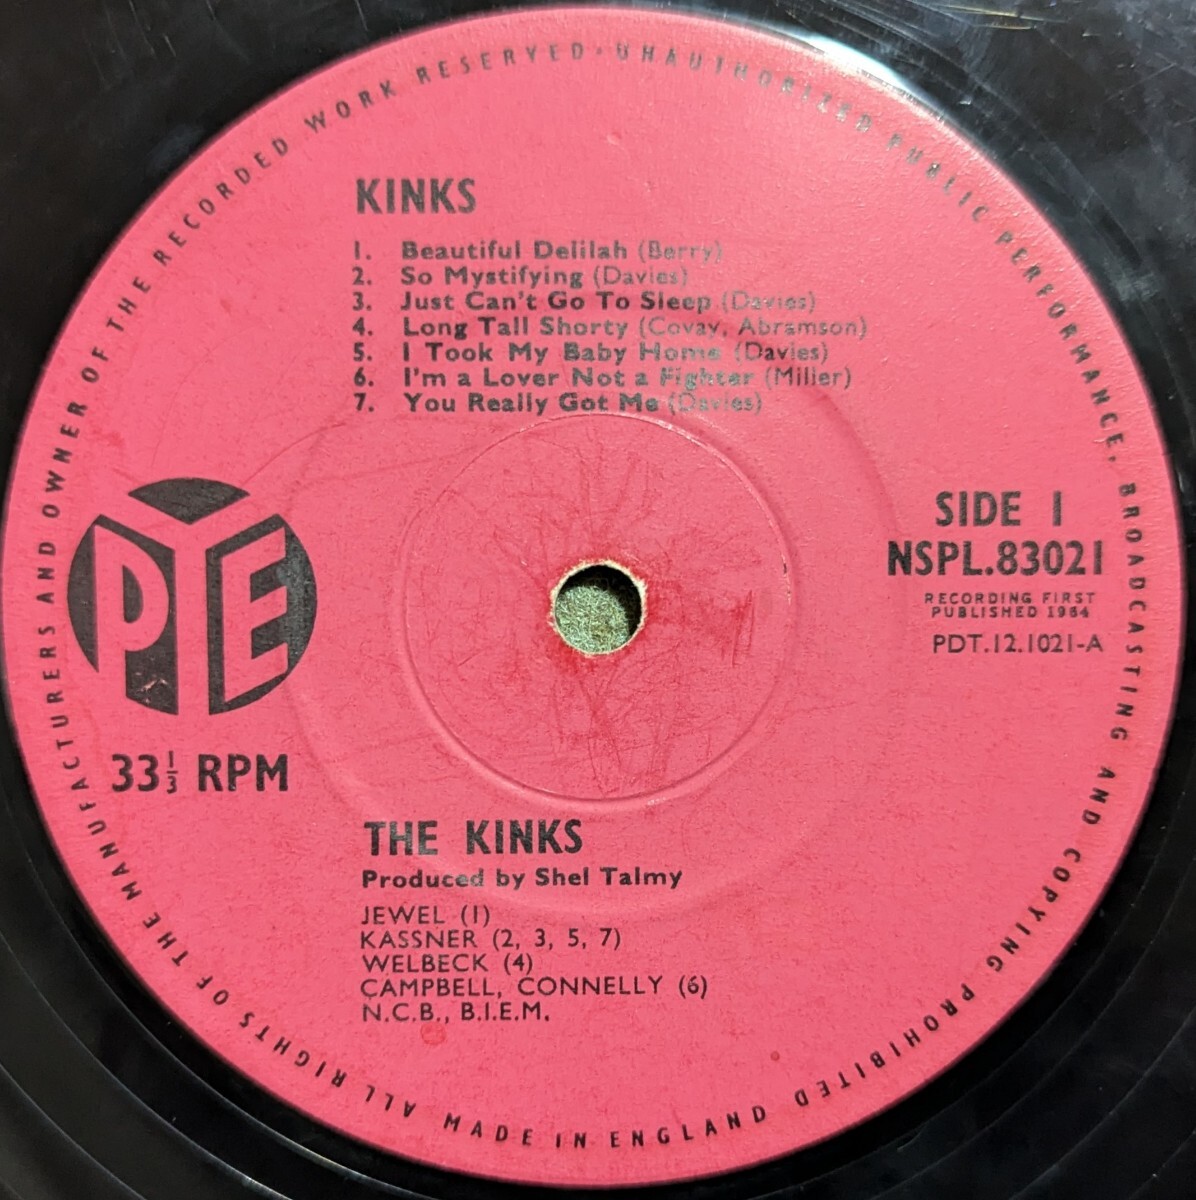 ALL RIGHTS OF THE MANUFACTURERS AND OWNER OF THE RECORDED WORK RESERVED · UNAUTHORIZED PUBLIC PERFORMANCE, BROADCASTING AND COPYING PROHIBITED
KINKS
1. Beautiful Delilah (Berry)
2. So Mystifying (Davies)
3. Just Can't Go To Sleep (Davies)
4. Long Tall Shorty (Covay, Abramson)
5. I Took My Baby Home (Davies)
6. I'm a Lover Not a Fighter (Miller)
7. You Really Got Me (Davies)
SIDE 1
NSPL.83021
RECORDING FIRST
PUBLISHED 1964
PDT.12.1021-A
PYE
33⅓ RPM
THE KINKS
Produced by Shel Talmy
JEWEL (1)
KASSNER (2, 3, 5, 7)
WELBECK (4)
CAMPBELL, CONNELLY (6)
N.C.B., B.I.E.M.
MADE IN ENGLAND